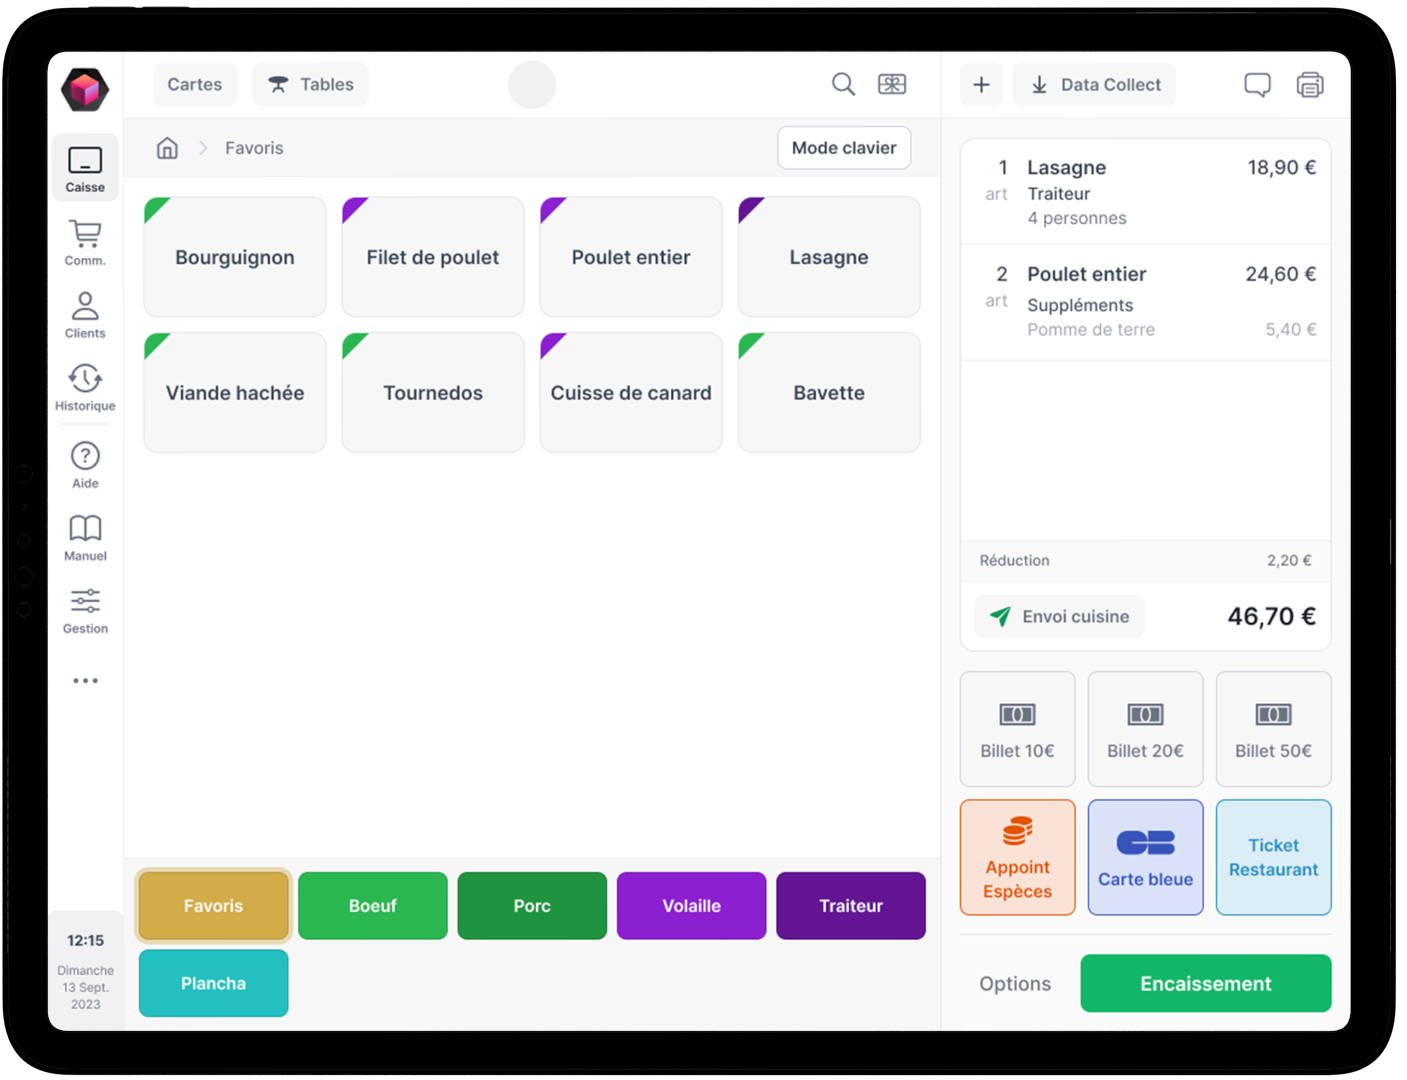 Cartes
Tables
Data Collect
Caisse
Comm.
Clients
Historique
Aide
Manuel
Gestion
12:15
Dimanche
13 Sept.
2023
Favoris
Mode clavier
Bourguignon
Filet de poulet
Poulet entier
Lasagne
Viande hachée
Tournedos
Cuisse de canard
Bavette
Favoris
Boeuf
Porc
Volaille
Traiteur
Plancha
1 Lasagne 18,90 €
art Traiteur
4 personnes
2 Poulet entier 24,60 €
art Suppléments
Pomme de terre 5,40 €
Réduction 2,20 €
Envoi cuisine 46,70 €
Billet 10€
Billet 20€
Billet 50€
Appoint
Espèces
CB
Carte bleue
Ticket
Restaurant
Options
Encaissement